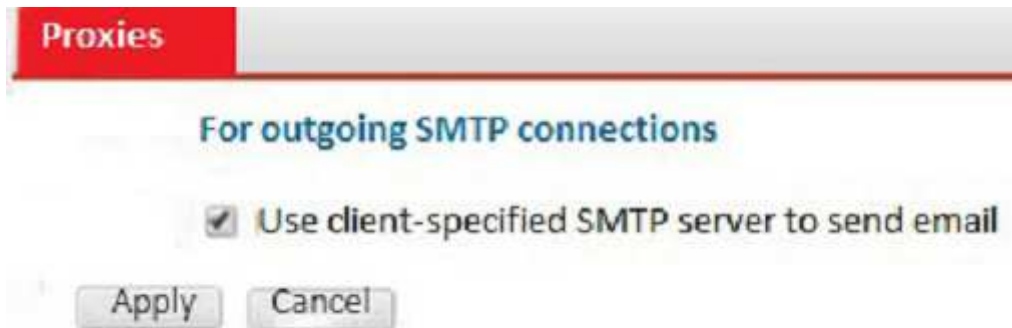 Proxies
For outgoing SMTP connections
Use client-specified SMTP server to send email
Apply Cancel